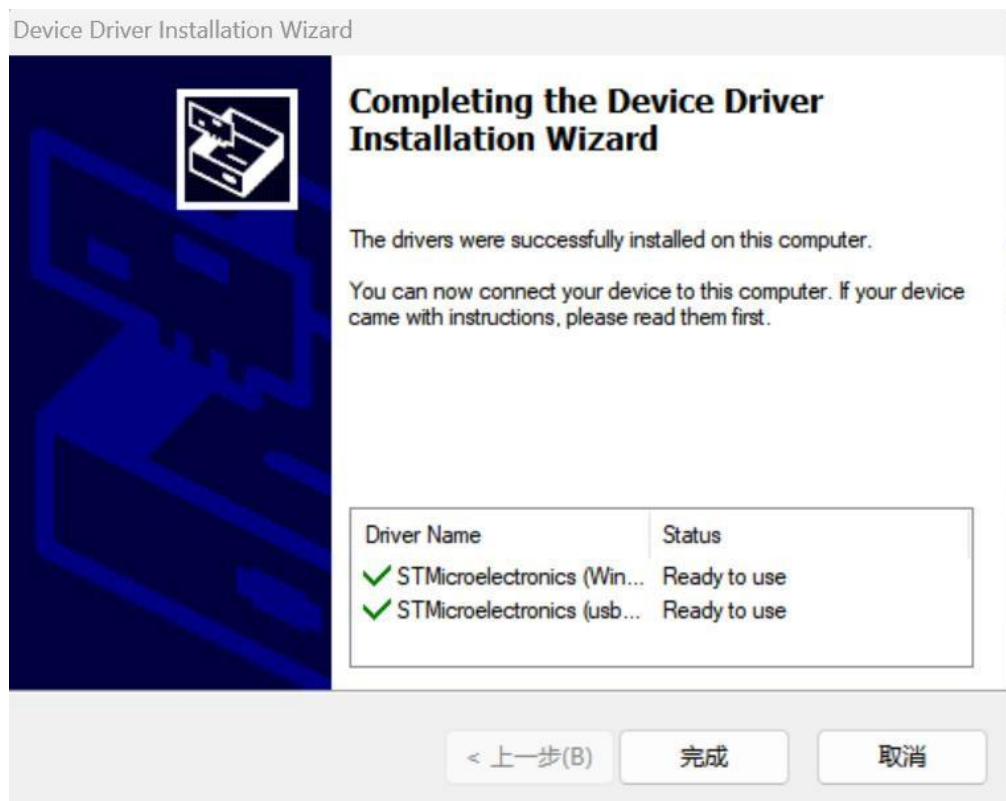 Device Driver Installation Wizard
Completing the Device Driver
Installation Wizard
The drivers were successfully installed on this computer.
You can now connect your device to this computer. If your device
came with instructions, please read them first.
Driver Name Status
STMicroelectronics (Win... Ready to use
STMicroelectronics (usb... Ready to use
< 上一步(B) 完成 取消